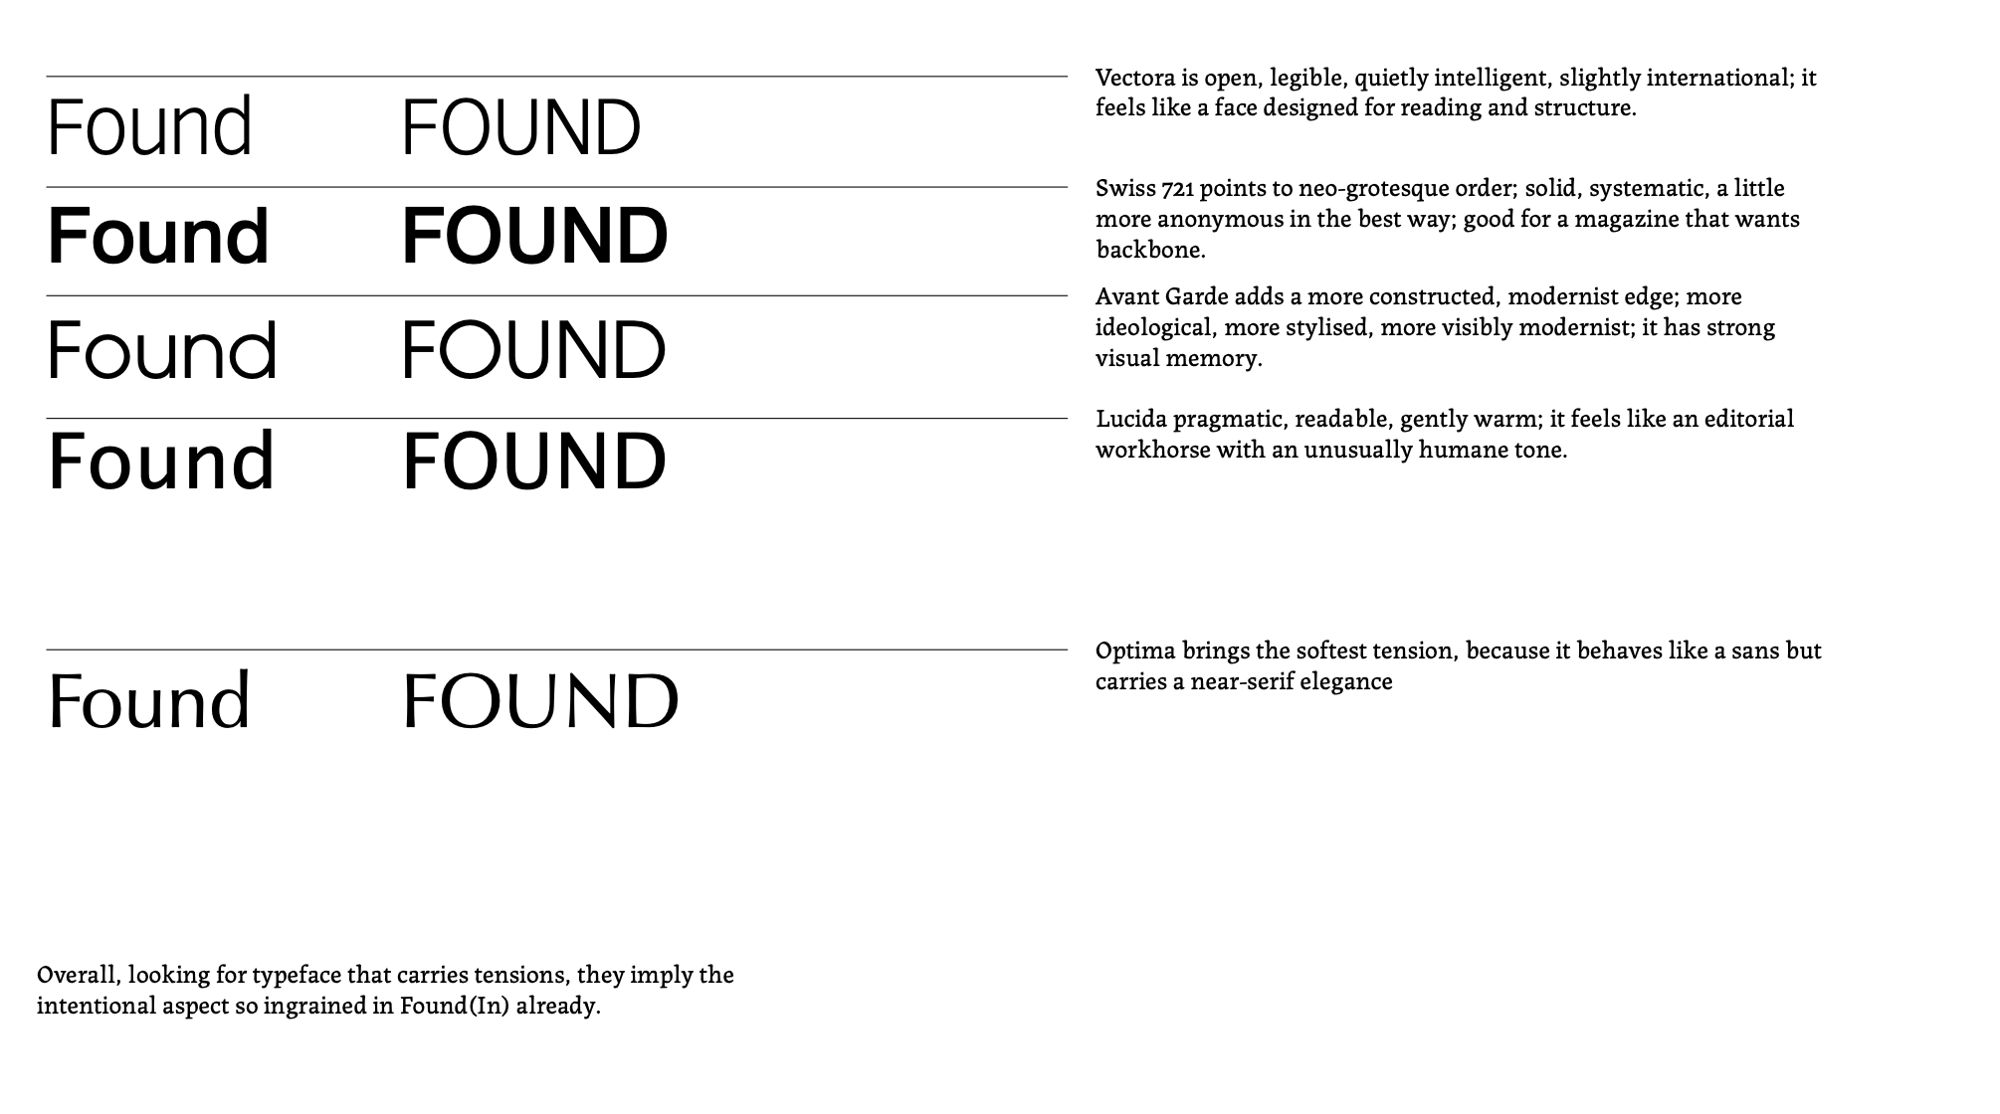 Found FOUND
Vectora is open, legible, quietly intelligent, slightly international; it
feels like a face designed for reading and structure.
Found FOUND
Swiss 721 points to neo-grotesque order; solid, systematic, a little
more anonymous in the best way; good for a magazine that wants
backbone.
Found FOUND
Avant Garde adds a more constructed, modernist edge; more
ideological, more stylised, more visibly modernist; it has strong
visual memory.
Found FOUND
Lucida pragmatic, readable, gently warm; it feels like an editorial
workhorse with an unusually humane tone.
Found FOUND
Optima brings the softest tension, because it behaves like a sans but
carries a near-serif elegance
Overall, looking for typeface that carries tensions, they imply the
intentional aspect so ingrained in Found(In) already.